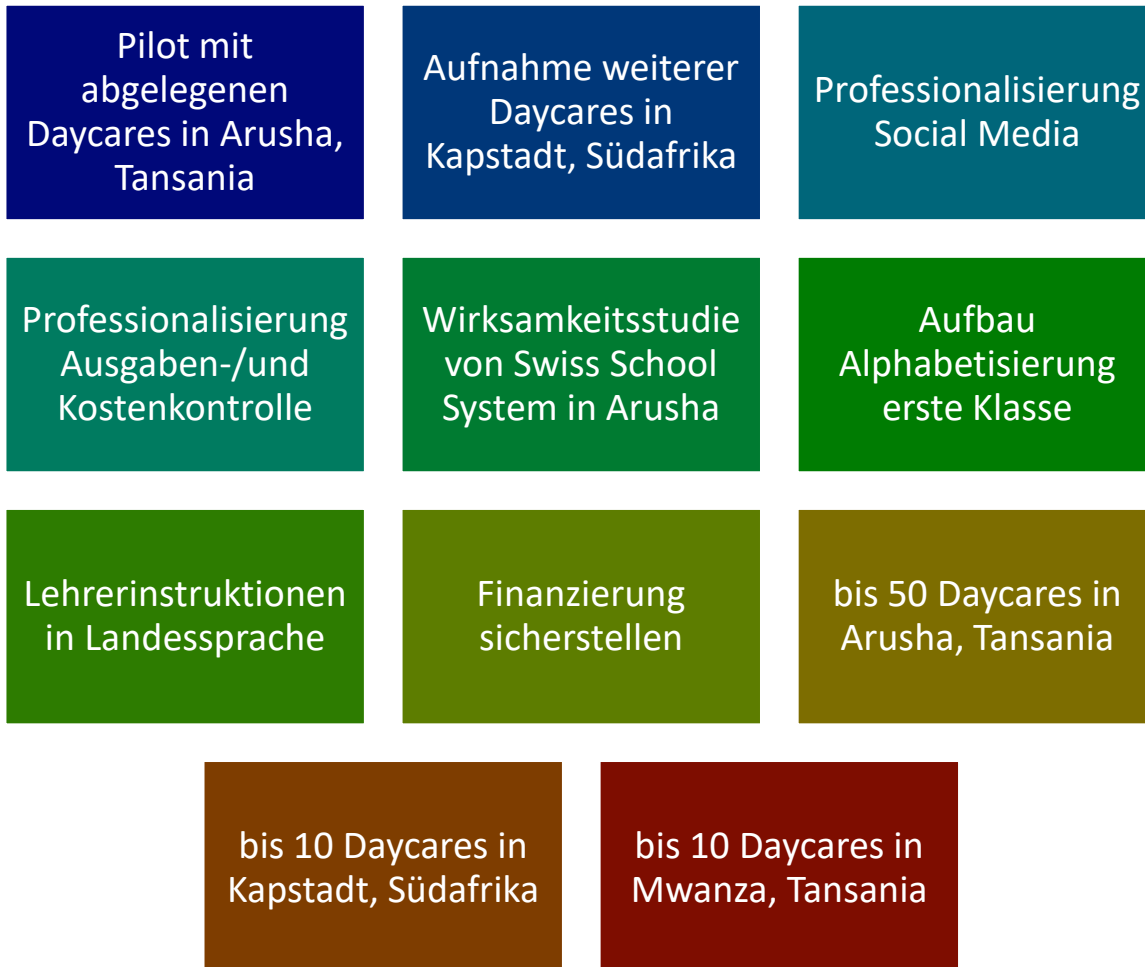 Pilot mit
abgelegenen
Daycares in Arusha,
Tansania
Aufnahme weiterer
Daycares in
Kapstadt, Südafrika
Professionalisierung
Social Media
Professionalisierung
Ausgaben-/und
Kostenkontrolle
Wirksamkeitsstudie
von Swiss School
System in Arusha
Aufbau
Alphabetisierung
erste Klasse
Lehrerinstruktionen
in Landessprache
Finanzierung
sicherstellen
bis 50 Daycares in
Arusha, Tansania
bis 10 Daycares in
Kapstadt, Südafrika
bis 10 Daycares in
Mwanza, Tansania